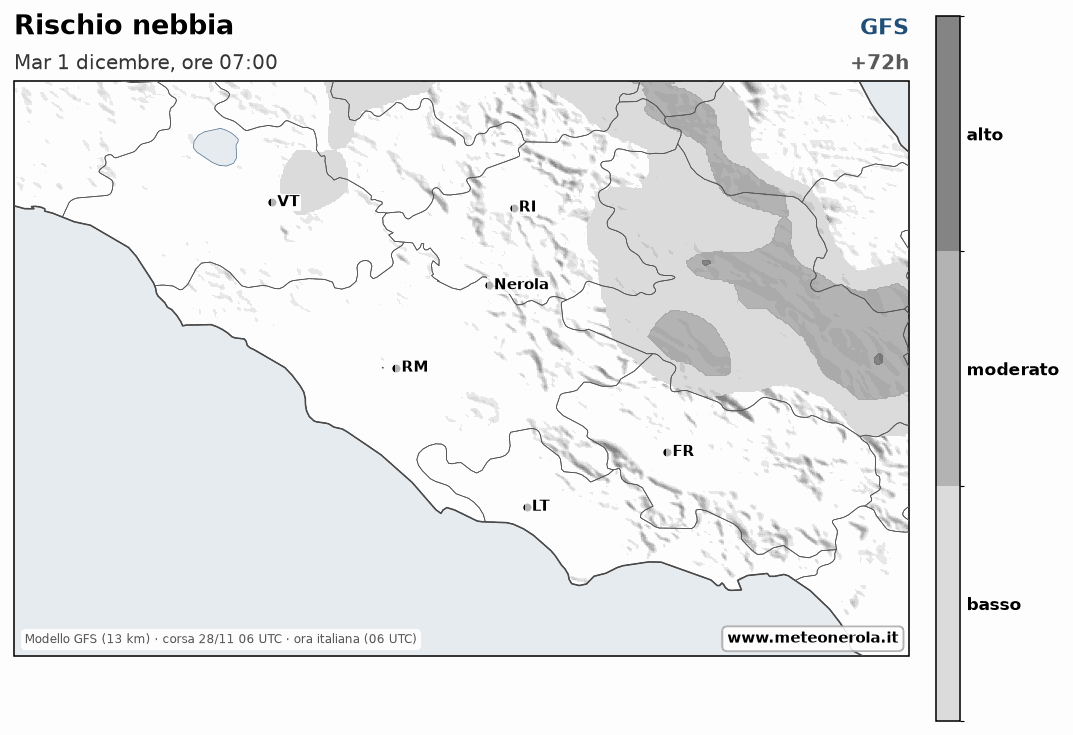 Rischio nebbia
GFS
Mar 1 dicembre, ore 07:00
+72h
alto
VT
RI
Nerola
moderato
RM
FR
LT
basso
Modello GFS (13 km) · corsa 28/11 06 UTC · ora italiana (06 UTC)
www.meteonerola.it